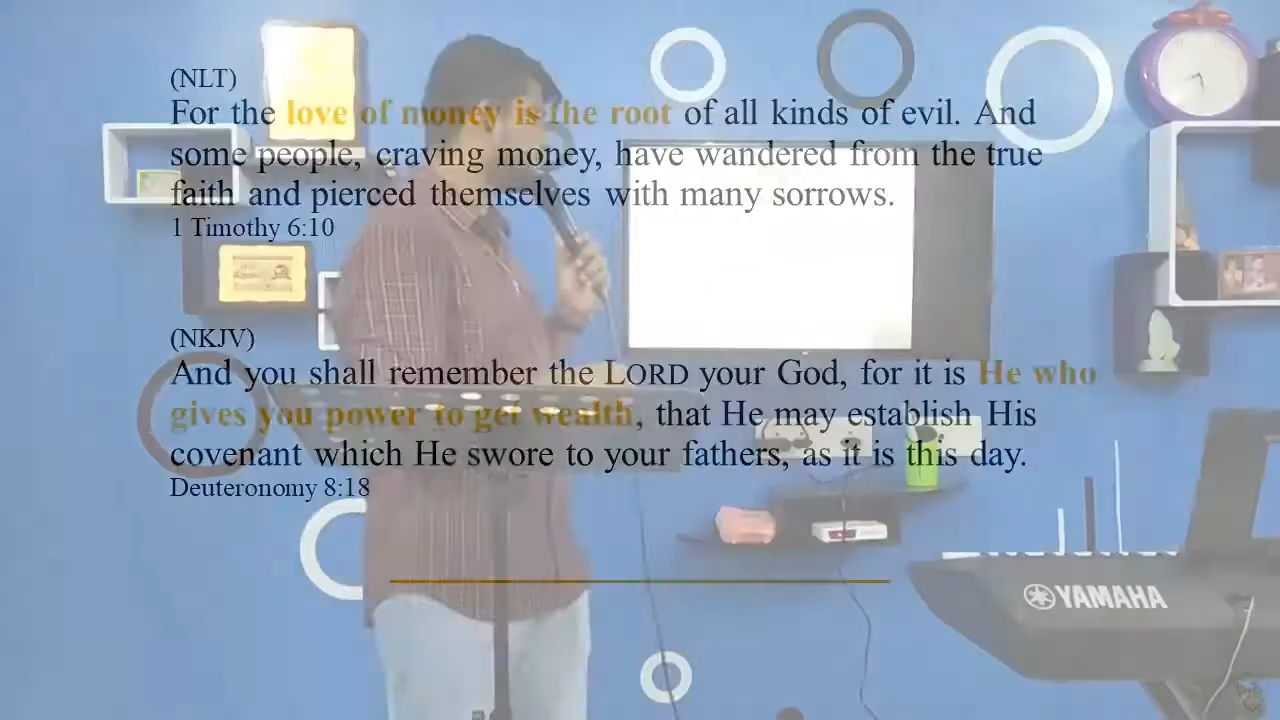 (NLT)
For the love of money is the root of all kinds of evil. And
some people, craving money, have wandered from the true
faith and pierced themselves with many sorrows.
1 Timothy 6:10
(NKJV)
And you shall remember the LORD your God, for it is He who
gives you power to get wealth, that He may establish His
covenant which He swore to your fathers, as it is this day.
Deuteronomy 8:18
YAMAHA